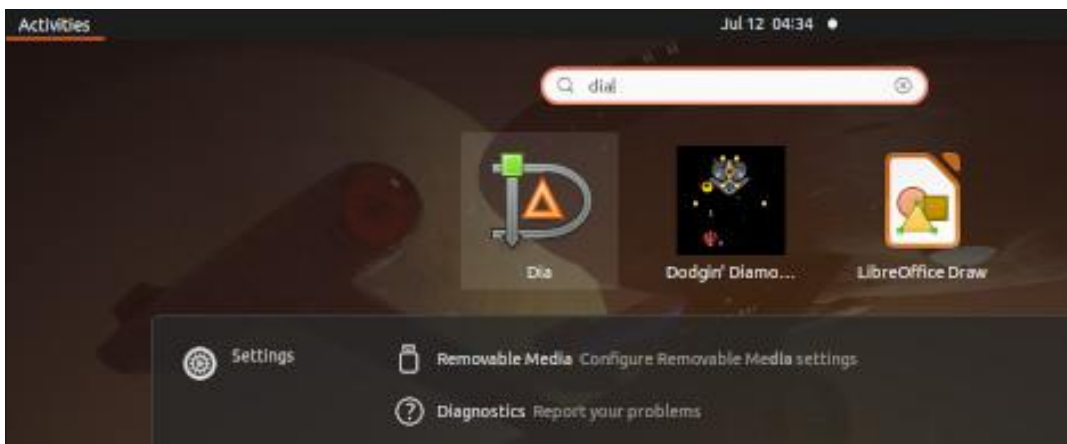 Activities
Jul 12 04:34
dia
Dia
Dodgin' Diamo...
LibreOffice Draw
Settings
Removable Media Configure Removable Media settings
Diagnostics Report your problems